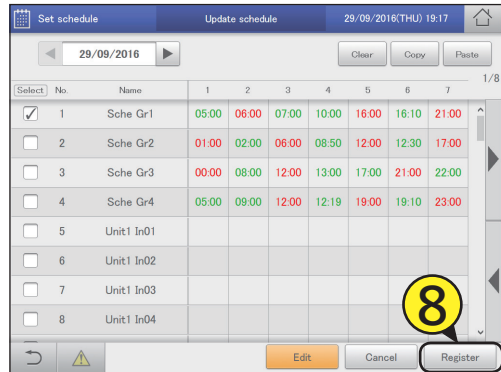 Set schedule Update schedule 29/09/2016(THU) 19:17
29/09/2016 Clear Copy Paste
1/8
Select No. Name 1 2 3 4 5 6 7
1 Sche Gr1 05:00 06:00 07:00 10:00 16:00 16:10 21:00
2 Sche Gr2 01:00 02:00 06:00 08:50 12:00 12:30 17:00
3 Sche Gr3 00:00 08:00 12:00 13:00 17:00 21:00 22:00
4 Sche Gr4 05:00 09:00 12:00 12:19 19:00 19:10 23:00
5 Unit1 In01
6 Unit1 In02
7 Unit1 In03
8 Unit1 In04
8
Edit Cancel Register